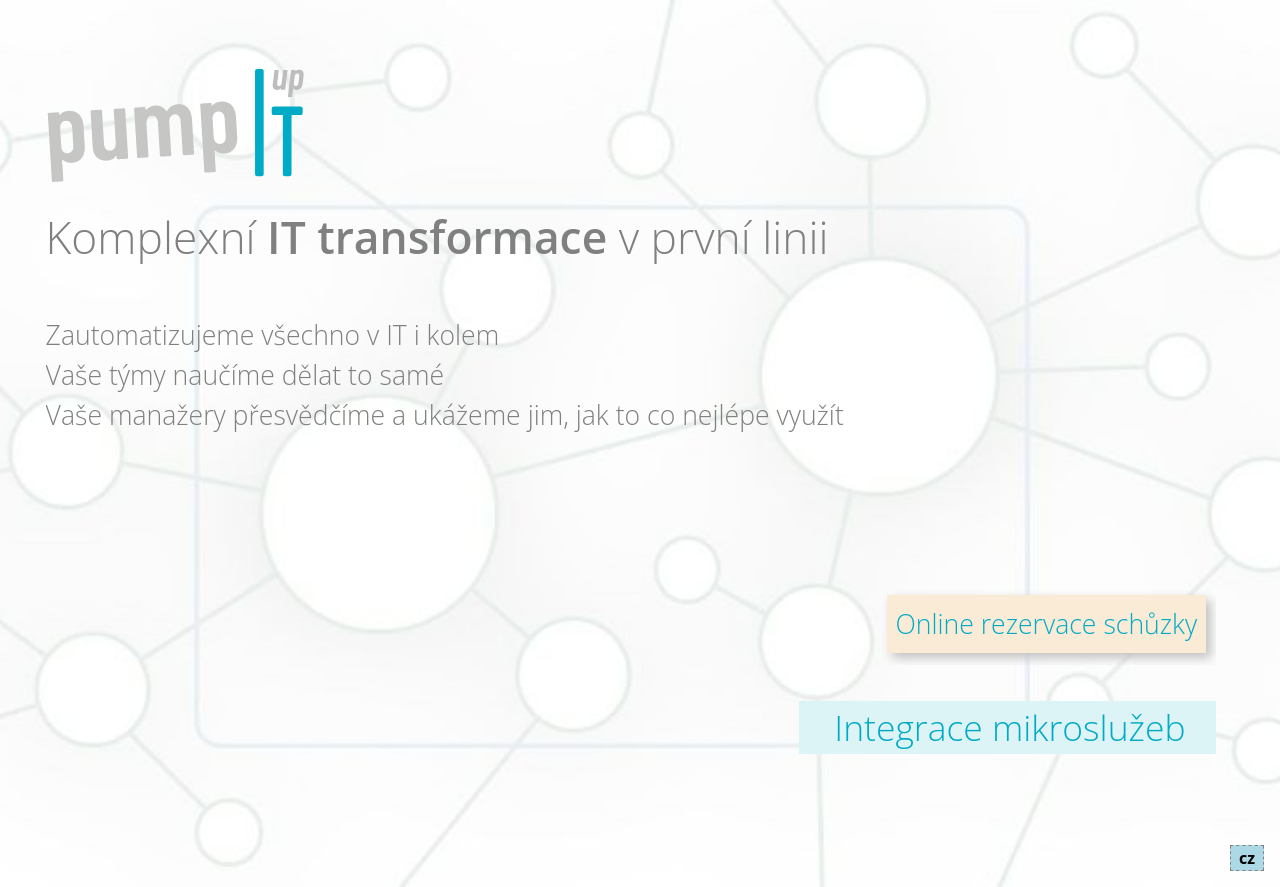 pump up IT
Komplexní IT transformace v první linii
Zautomatizujeme všechno v IT i kolem
Vaše týmy naučíme dělat to samé
Vaše manažery přesvědčíme a ukážeme jim, jak to co nejlépe využít
Online rezervace schůzky
Integrace mikroslužeb
cz